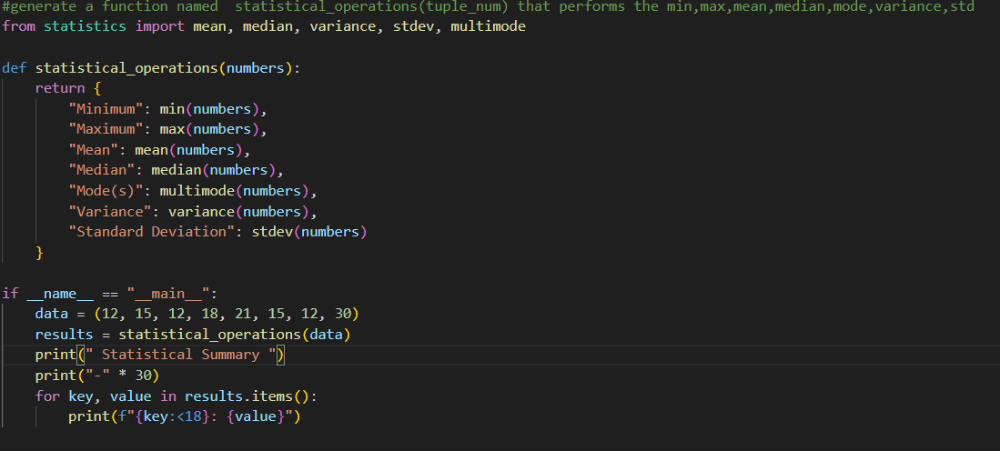 #generate a function named  statistical_operations(tuple_num) that performs the min,max,mean,median,mode,variance,std
from statistics import mean, median, variance, stdev, multimode
def statistical_operations(numbers):
    return {
        "Minimum": min(numbers),
        "Maximum": max(numbers),
        "Mean": mean(numbers),
        "Median": median(numbers),
        "Mode(s)": multimode(numbers),
        "Variance": variance(numbers),
        "Standard Deviation": stdev(numbers)
    }
if __name__ == "__main__":
    data = (12, 15, 12, 18, 21, 15, 12, 30)
    results = statistical_operations(data)
    print(" Statistical Summary ")
    print("-" * 30)
    for key, value in results.items():
        print(f"{key:<18}: {value}")